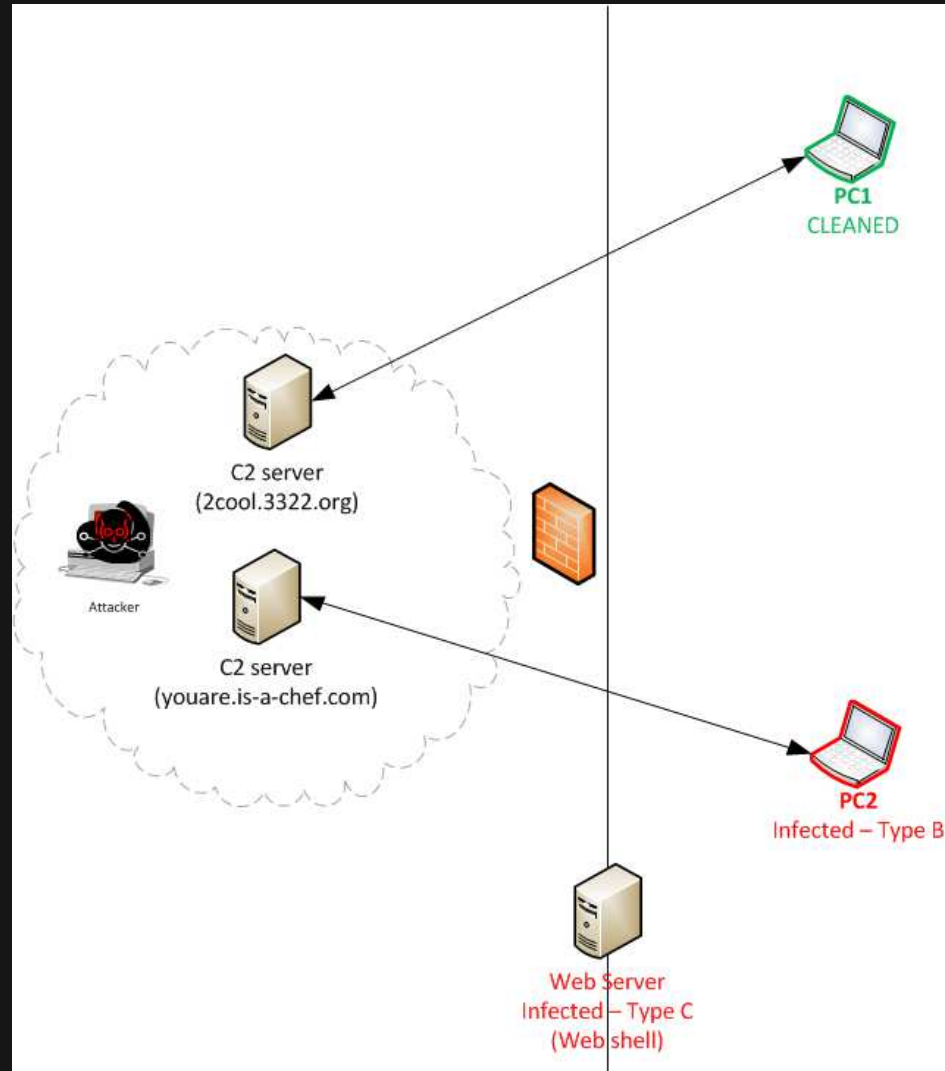 PC1
CLEANED
C2 server
(2cool.3322.org)
Attacker
C2 server
(youare.is-a-chef.com)
PC2
Infected – Type B
Web Server
Infected – Type C
(Web shell)